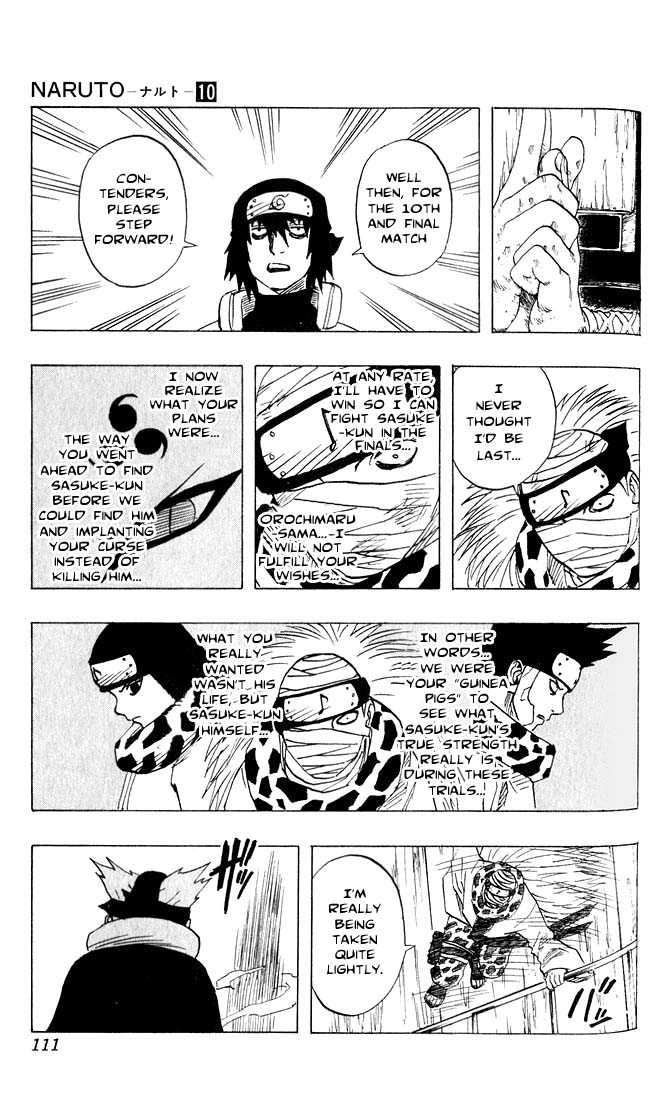 NARUTO—ナルト—10
WELL
THEN, FOR
THE 10TH
AND FINAL
MATCH
CON-
TENDERS,
PLEASE
STEP
FORWARD!
I
NEVER
THOUGHT
I'D BE
LAST...
AT ANY RATE,
I'LL HAVE TO
WIN SO I CAN
FIGHT SASUKE
-KUN IN THE
FINALS...
OROCHIMARU
SAMA...-I
WILL NOT
FULFILL YOUR
WISHES...
I NOW
REALIZE
WHAT YOUR
PLANS
WERE...
THE WAY
YOU WENT
AHEAD TO FIND
SASUKE-KUN
BEFORE WE
COULD FIND HIM
AND IMPLANTING
YOUR CURSE
INSTEAD OF
KILLING HIM...
IN OTHER
WORDS...
WE WERE
YOUR "GUINEA
PIGS" TO
SEE WHAT
SASUKE-KUN'S
TRUE STRENGTH
REALLY IS
DURING THESE
TRIALS...
WHAT YOU
REALLY
WANTED
WASN'T HIS
LIFE, BUT
SASUKE-KUN
HIMSELF...
I'M
REALLY
BEING
TAKEN
QUITE
LIGHTLY.
バッ
111